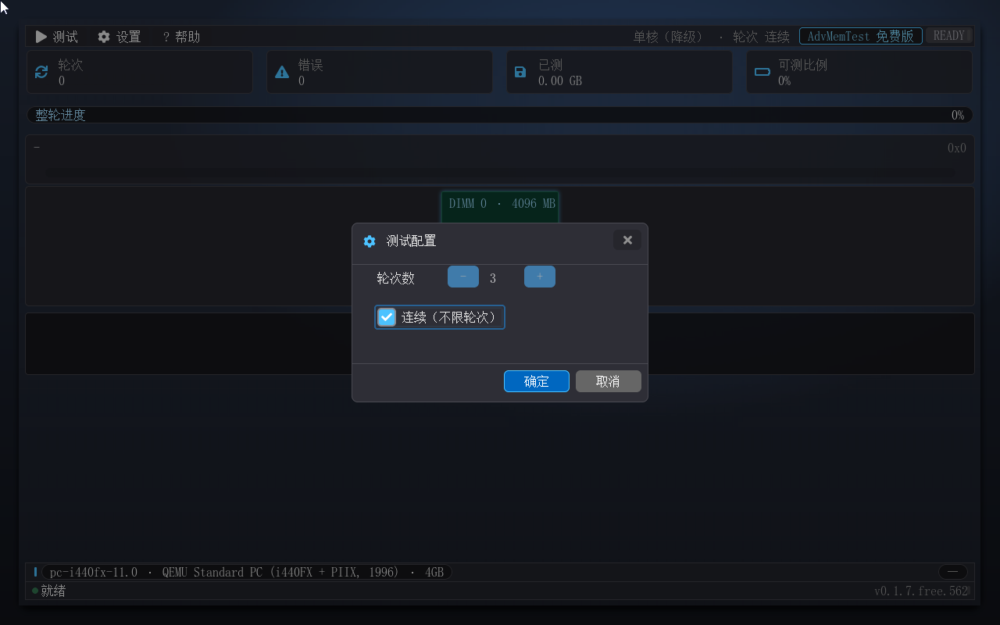 测试 设置 ? 帮助 单核（降级） · 轮次 连续 AdvMemTest 免费版 READY
轮次 错误 已测 可测比例
0 0 0.00 GB 0%
整轮进度 0%
— 0x0
DIMM 0 · 4096 MB
测试配置
轮次数 - 3 +
连续（不限轮次）
确定 取消
pc-i440fx-11.0 · QEMU Standard PC (i440FX + PIIX, 1996) · 4GB —
就绪 v0.1.7.free.562